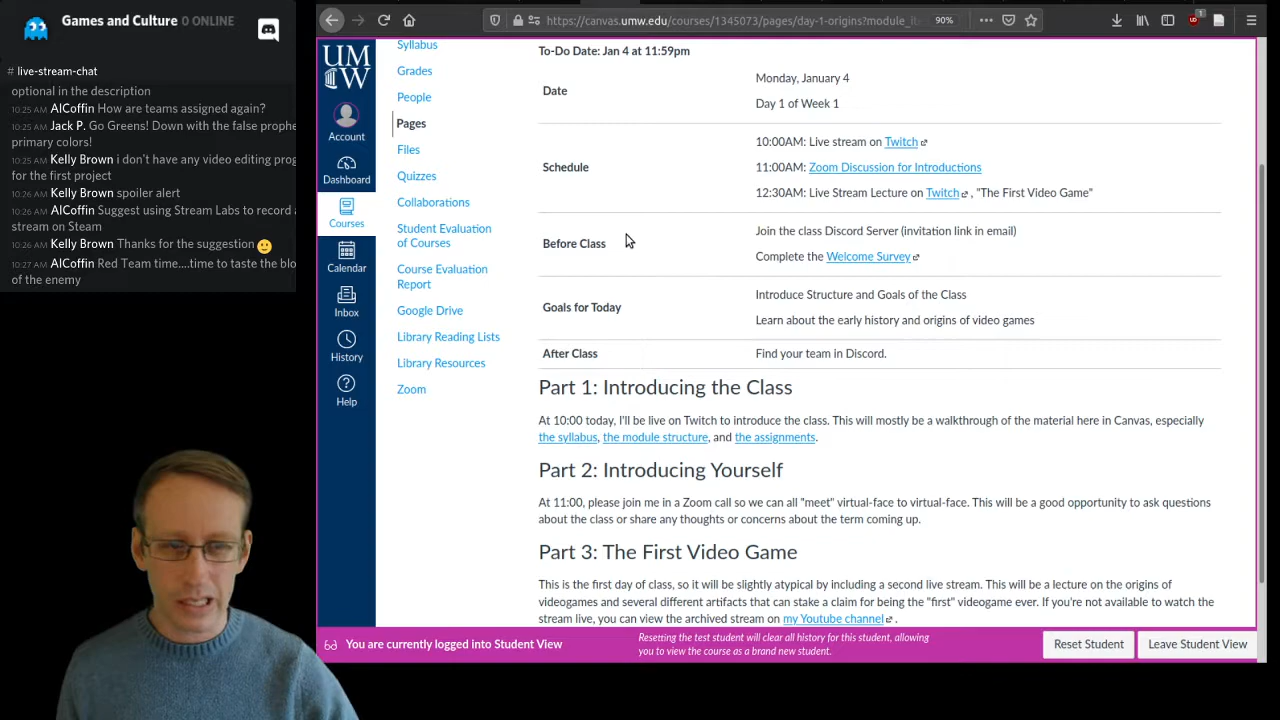 Games and Culture 0 ONLINE
# live-stream-chat
optional in the description
10:25 AM AlCoffin How are teams assigned again?
10:25 AM Jack P. Go Greens! Down with the false prophe
primary colors!
10:25 AM Kelly Brown i don't have any video editing prog
for the first project
10:26 AM Kelly Brown spoiler alert
10:26 AM AlCoffin Suggest using Stream Labs to record a
stream on Steam
10:26 AM Kelly Brown Thanks for the suggestion 🙂
10:27 AM AlCoffin Red Team time....time to taste the blo
of the enemy
https://canvas.umw.edu/courses/1345073/pages/day-1-origins?module_ite
90%
1
UMW
Account
Dashboard
Courses
Calendar
Inbox
History
Help
Syllabus
Grades
People
Pages
Files
Quizzes
Collaborations
Student Evaluation
of Courses
Course Evaluation
Report
Google Drive
Library Reading Lists
Library Resources
Zoom
To-Do Date: Jan 4 at 11:59pm
Date
Monday, January 4
Day 1 of Week 1
Schedule
10:00AM: Live stream on Twitch
11:00AM: Zoom Discussion for Introductions
12:30AM: Live Stream Lecture on Twitch , "The First Video Game"
Before Class
Join the class Discord Server (invitation link in email)
Complete the Welcome Survey
Goals for Today
Introduce Structure and Goals of the Class
Learn about the early history and origins of video games
After Class
Find your team in Discord.
Part 1: Introducing the Class
At 10:00 today, I'll be live on Twitch to introduce the class. This will mostly be a walkthrough of the material here in Canvas, especially
the syllabus, the module structure, and the assignments.
Part 2: Introducing Yourself
At 11:00, please join me in a Zoom call so we can all "meet" virtual-face to virtual-face. This will be a good opportunity to ask questions
about the class or share any thoughts or concerns about the term coming up.
Part 3: The First Video Game
This is the first day of class, so it will be slightly atypical by including a second live stream. This will be a lecture on the origins of
videogames and several different artifacts that can stake a claim for being the "first" videogame ever. If you're not available to watch the
stream live, you can view the archived stream on my Youtube channel .
You are currently logged into Student View
Resetting the test student will clear all history for this student, allowing
you to view the course as a brand new student.
Reset Student
Leave Student View